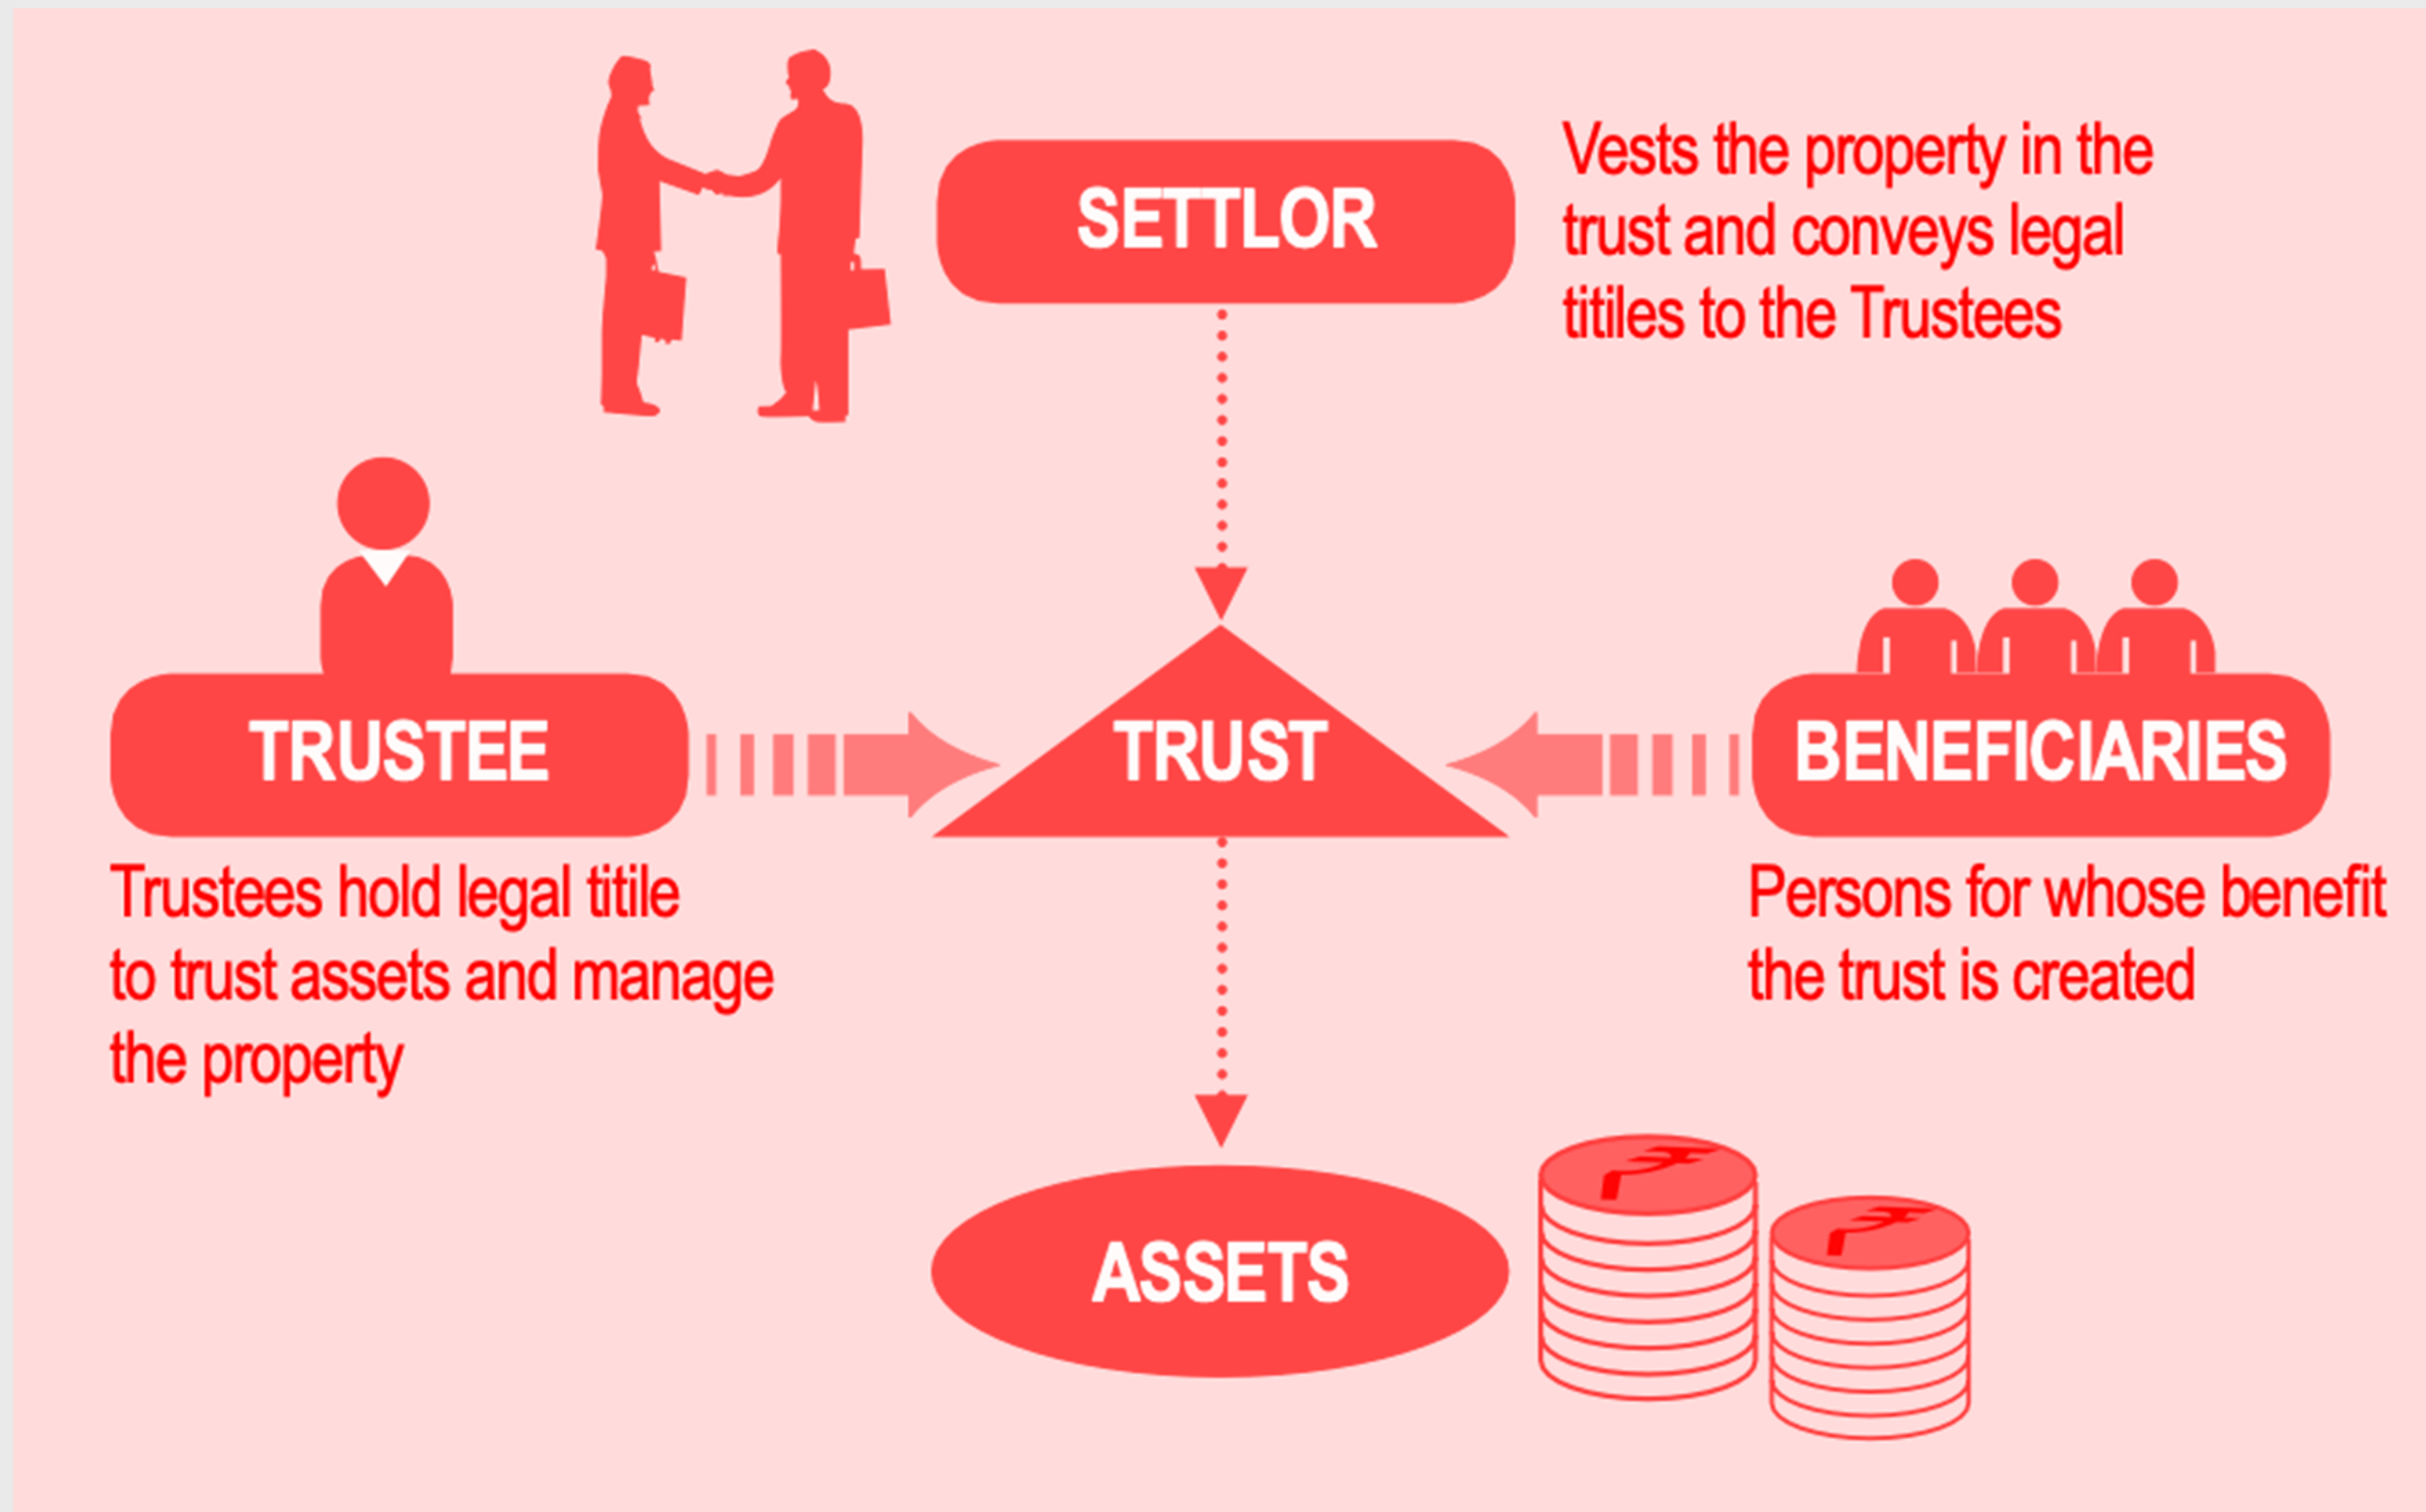 SETTLOR
Vests the property in the
trust and conveys legal
titiles to the Trustees
TRUSTEE
TRUST
BENEFICIARIES
Trustees hold legal titile
to trust assets and manage
the property
Persons for whose benefit
the trust is created
ASSETS
₹
₹